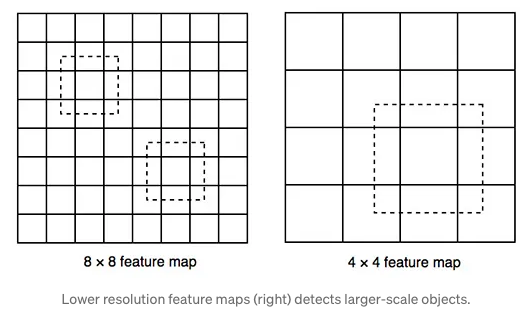 8 × 8 feature map
4 × 4 feature map
Lower resolution feature maps (right) detects larger-scale objects.